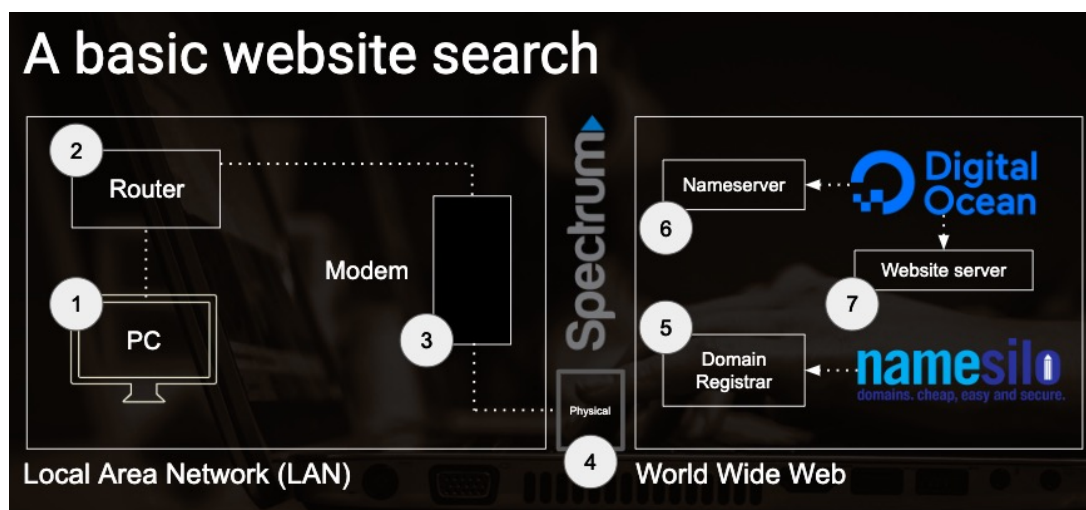 A basic website search
2
Router
1
PC
Modem
3
Local Area Network (LAN)
Spectrum
Physical
4
Nameserver
6
Digital
Ocean
Website server
7
5
Domain
Registrar
namesilo
domains. cheap, easy and secure.
World Wide Web